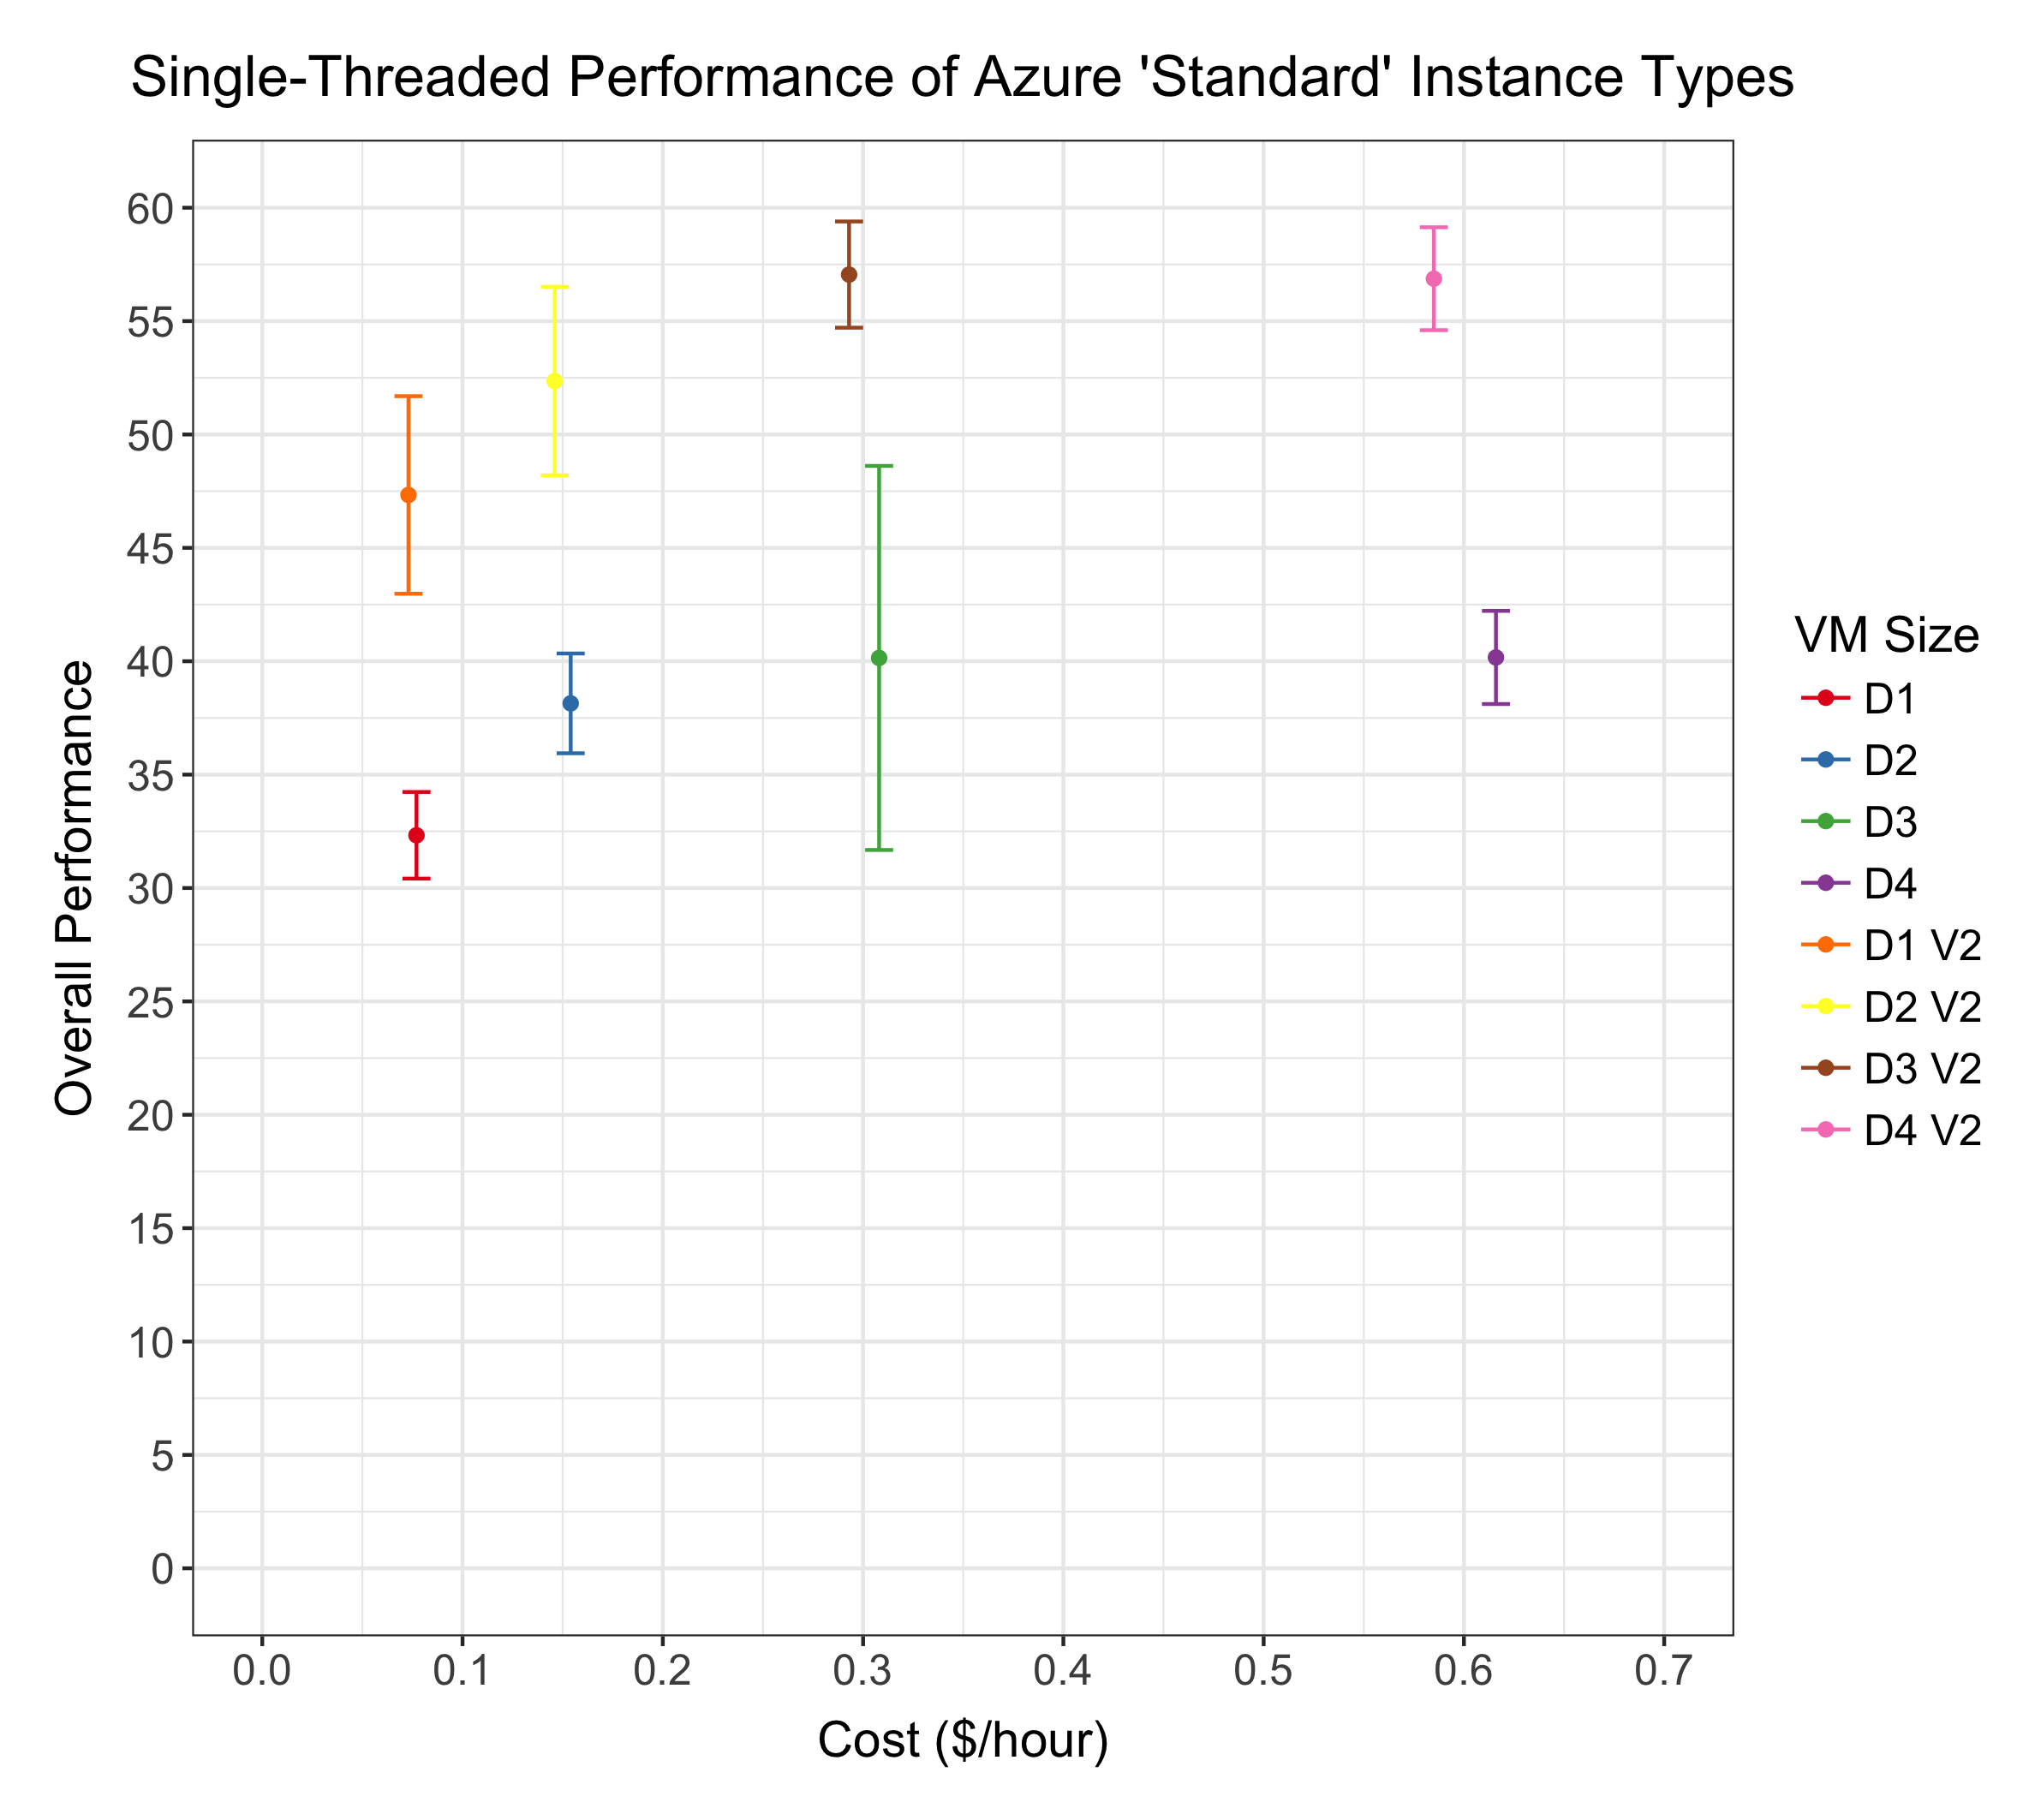 Single-Threaded Performance of Azure 'Standard' Instance Types
Overall Performance
60
55
50
45
40
35
30
25
20
15
10
5
0
0.0 0.1 0.2 0.3 0.4 0.5 0.6 0.7
Cost ($/hour)
VM Size
D1
D2
D3
D4
D1 V2
D2 V2
D3 V2
D4 V2